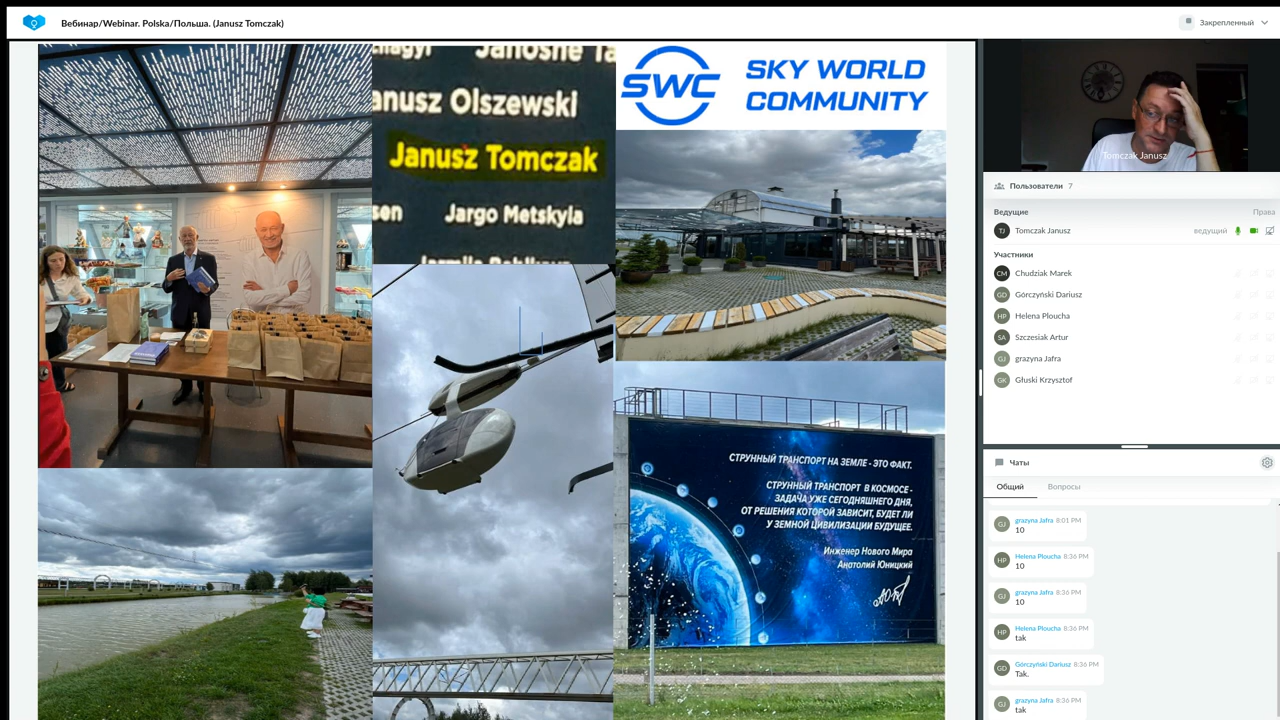 Вебинар/Webinar. Polska/Польша. (Janusz Tomczak)
Закрепленный
Janusz Olszewski
Janusz Tomczak
Jargo Metskyla
SWC
SKY WORLD
COMMUNITY
СТРУННЫЙ ТРАНСПОРТ НА ЗЕМЛЕ - ЭТО ФАКТ.
СТРУННЫЙ ТРАНСПОРТ В КОСМОСЕ -
ЗАДАЧА УЖЕ СЕГОДНЯШНЕГО ДНЯ,
ОТ РЕШЕНИЯ КОТОРОЙ ЗАВИСИТ, БУДЕТ ЛИ
У ЗЕМНОЙ ЦИВИЛИЗАЦИИ БУДУЩЕЕ.
Инженер Нового Мира
Анатолий Юницкий
Tomczak Janusz
Пользователи 7
Ведущие Права
TJ Tomczak Janusz ведущий
Участники
CM Chudziak Marek
GD Górczyński Dariusz
HP Helena Ploucha
SA Szczesiak Artur
GJ grazyna Jafra
GK Głuski Krzysztof
Чаты
Общий Вопросы
GJ grazyna Jafra 8:01 PM
10
HP Helena Ploucha 8:36 PM
10
GJ grazyna Jafra 8:36 PM
10
HP Helena Ploucha 8:36 PM
tak
GD Górczyński Dariusz 8:36 PM
Tak.
GJ grazyna Jafra 8:36 PM
tak